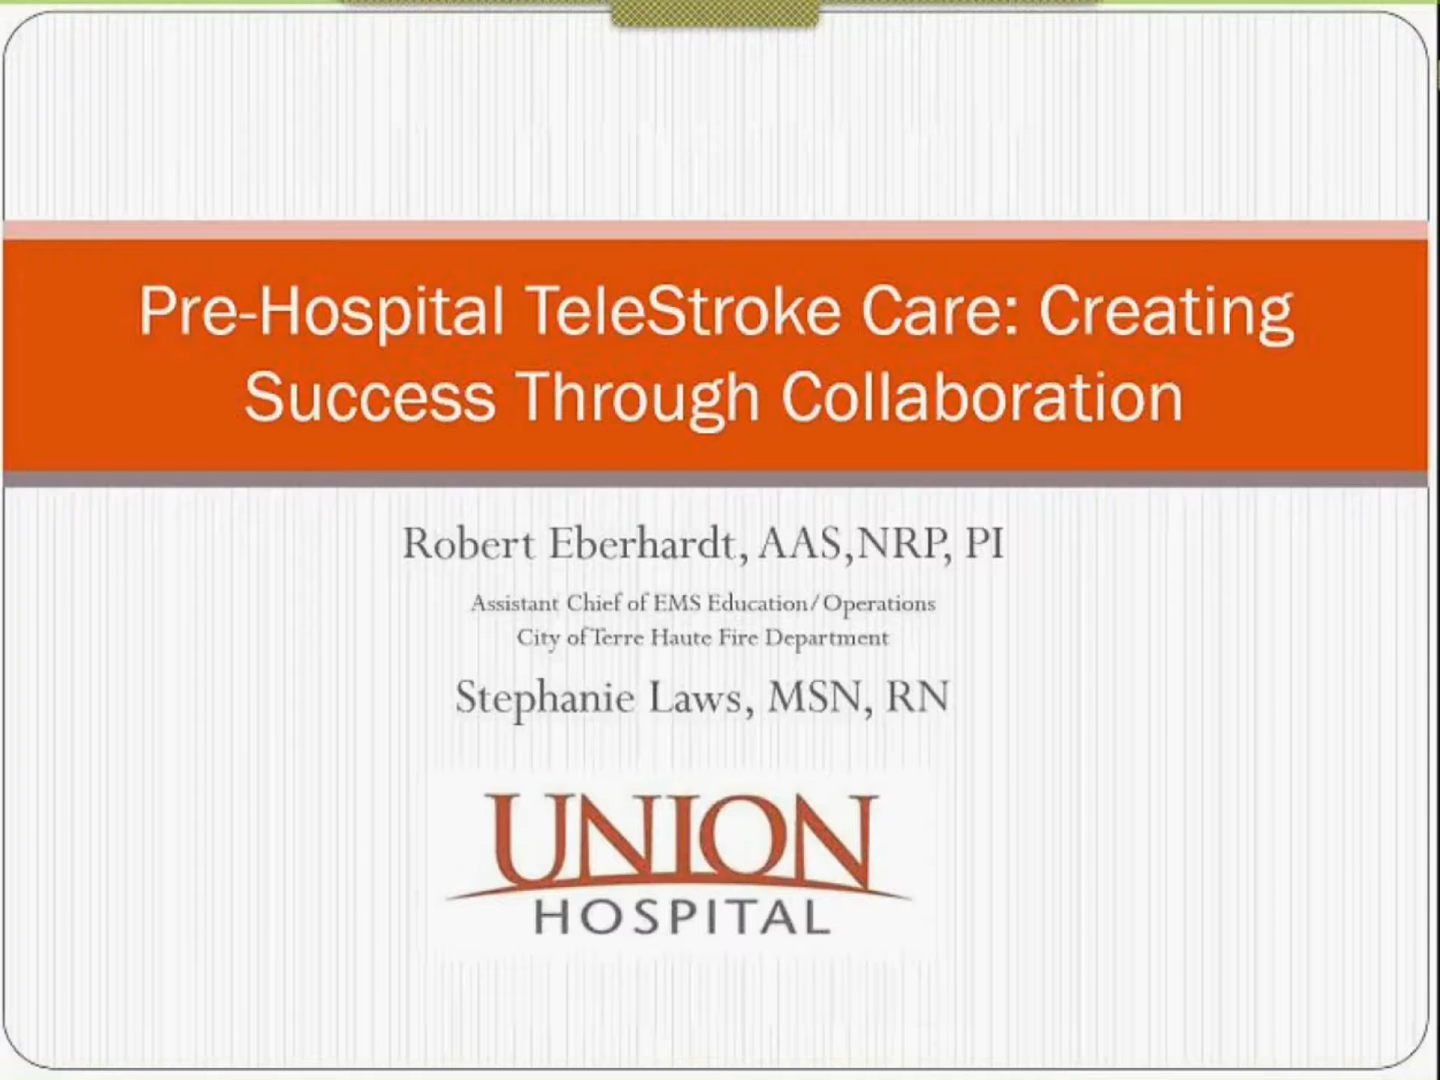 Pre-Hospital TeleStroke Care: Creating
Success Through Collaboration
Robert Eberhardt, AAS,NRP, PI
Assistant Chief of EMS Education/Operations
City of Terre Haute Fire Department
Stephanie Laws, MSN, RN
UNION
HOSPITAL